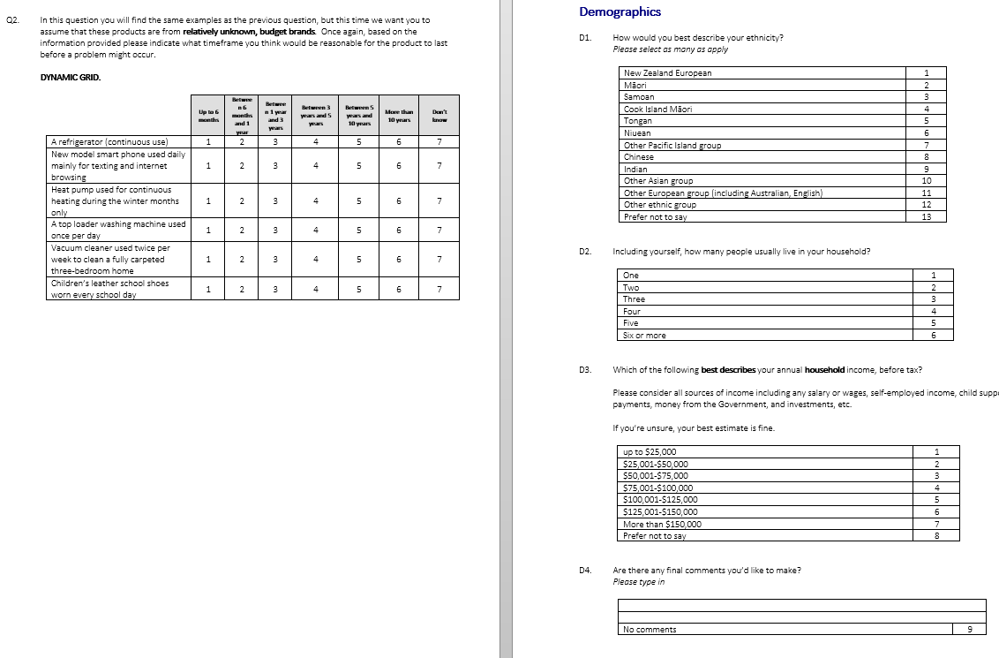 Q2. In this question you will find the same examples as the previous question, but this time we want you to
assume that these products are from relatively unknown, budget brands. Once again, based on the
information provided please indicate what timeframe you think would be reasonable for the product to last
before a problem might occur.
DYNAMIC GRID.
Up to 6
months
Betwee
n 6
months
and 1
year
Betwee
n 1 year
and 3
years
Between 3
years and 5
years
Between 5
years and
10 years
More than
10 years
Don't
know
A refrigerator (continuous use) 1 2 3 4 5 6 7
New model smart phone used daily
mainly for texting and internet 1 2 3 4 5 6 7
browsing
Heat pump used for continuous
heating during the winter months 1 2 3 4 5 6 7
only
A top loader washing machine used
once per day 1 2 3 4 5 6 7
Vacuum cleaner used twice per
week to clean a fully carpeted 1 2 3 4 5 6 7
three-bedroom home
Children's leather school shoes
worn every school day 1 2 3 4 5 6 7
Demographics
D1. How would you best describe your ethnicity?
Please select as many as apply
New Zealand European 1
Māori 2
Samoan 3
Cook Island Māori 4
Tongan 5
Niuean 6
Other Pacific Island group 7
Chinese 8
Indian 9
Other Asian group 10
Other European group (including Australian, English) 11
Other ethnic group 12
Prefer not to say 13
D2. Including yourself, how many people usually live in your household?
One 1
Two 2
Three 3
Four 4
Five 5
Six or more 6
D3. Which of the following best describes your annual household income, before tax?
Please consider all sources of income including any salary or wages, self-employed income, child supp
payments, money from the Government, and investments, etc.
If you're unsure, your best estimate is fine.
up to $25,000 1
$25,001-$50,000 2
$50,001-$75,000 3
$75,001-$100,000 4
$100,001-$125,000 5
$125,001-$150,000 6
More than $150,000 7
Prefer not to say 8
D4. Are there any final comments you'd like to make?
Please type in
No comments 9